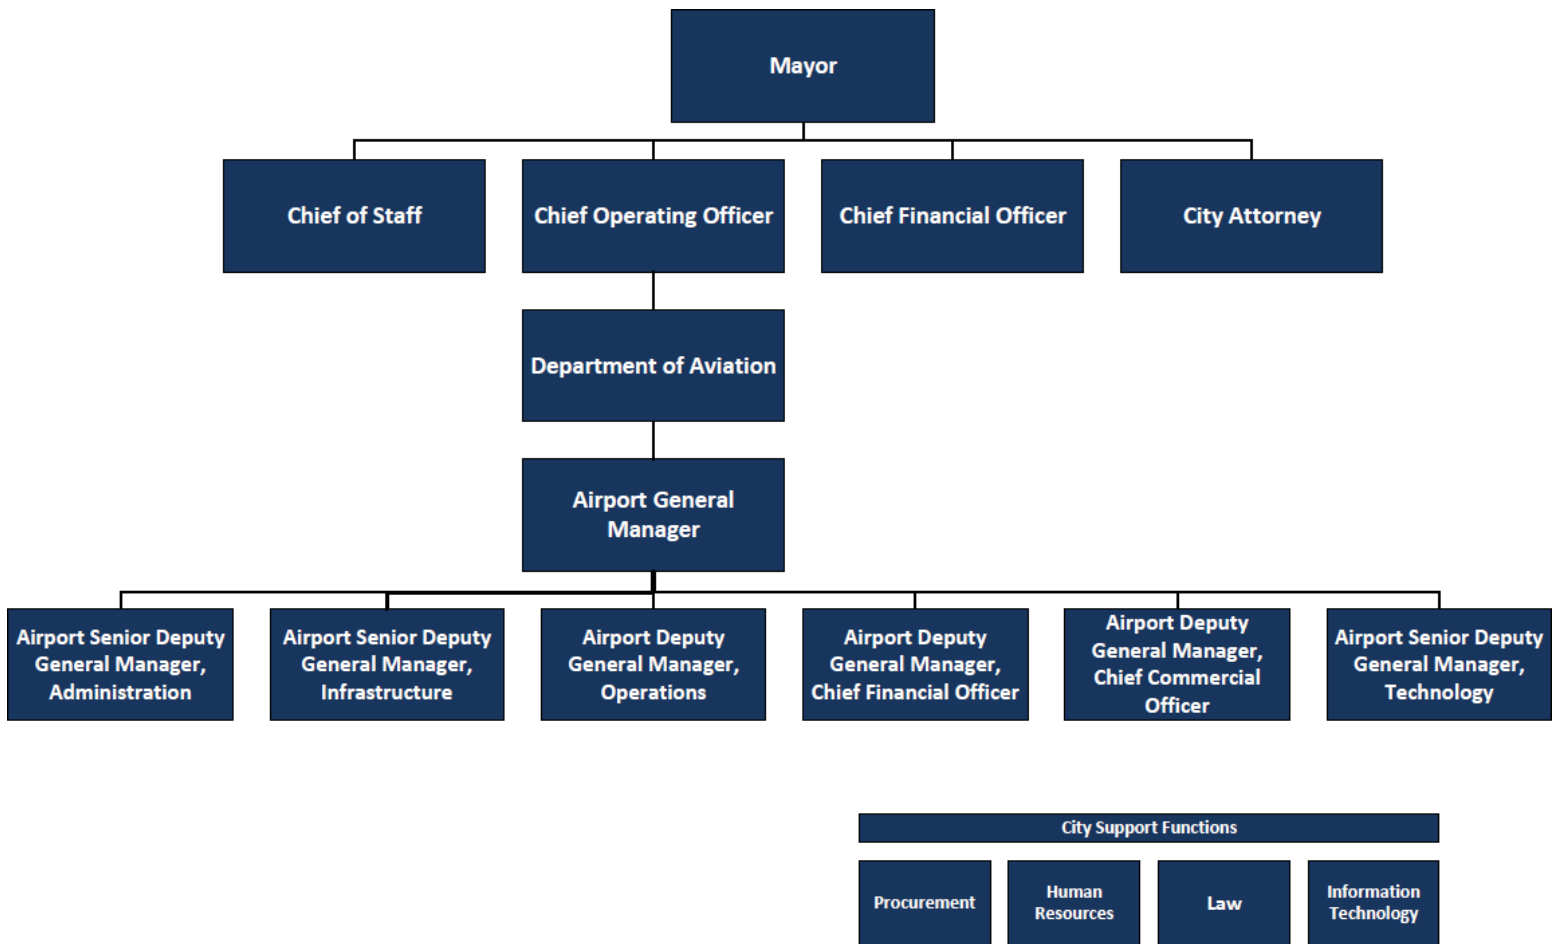 Mayor
Chief of Staff
Chief Operating Officer
Chief Financial Officer
City Attorney
Department of Aviation
Airport General
Manager
Airport Senior Deputy
General Manager,
Administration
Airport Senior Deputy
General Manager,
Infrastructure
Airport Deputy
General Manager,
Operations
Airport Deputy
General Manager,
Chief Financial Officer
Airport Deputy
General Manager,
Chief Commercial
Officer
Airport Senior Deputy
General Manager,
Technology
City Support Functions
Procurement
Human
Resources
Law
Information
Technology